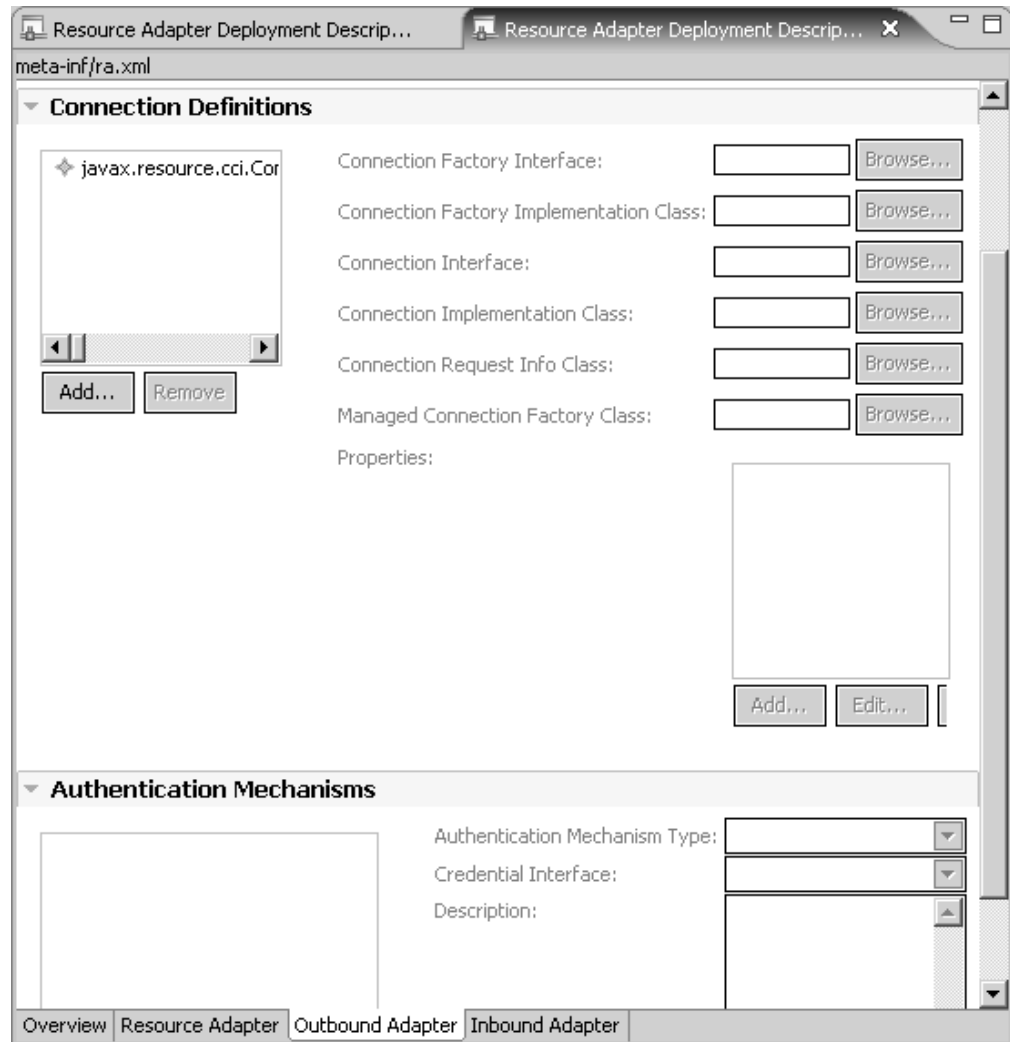 Resource Adapter Deployment Descrip... Resource Adapter Deployment Descrip...
meta-inf/ra.xml
Connection Definitions
javax.resource.cci.Cor
Add... Remove
Connection Factory Interface: Browse...
Connection Factory Implementation Class: Browse...
Connection Interface: Browse...
Connection Implementation Class: Browse...
Connection Request Info Class: Browse...
Managed Connection Factory Class: Browse...
Properties:
Add... Edit...
Authentication Mechanisms
Authentication Mechanism Type:
Credential Interface:
Description:
Overview Resource Adapter Outbound Adapter Inbound Adapter